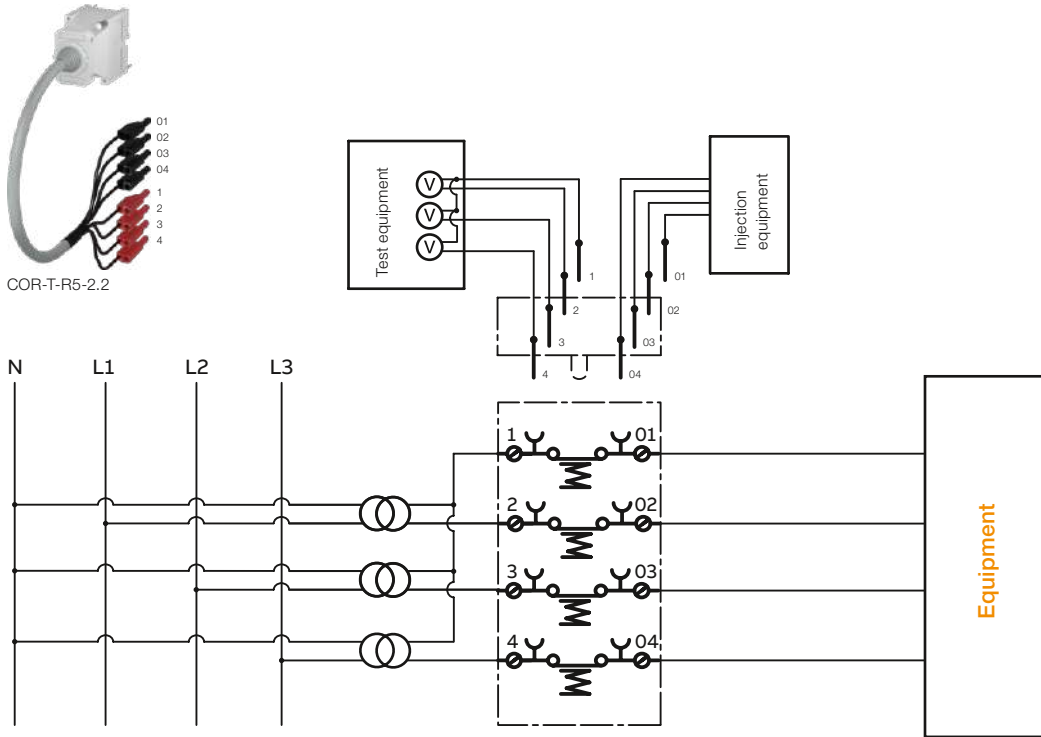 01
02
03
04
1
2
3
4
COR-T-R5-2.2
Test equipment
V
V
V
Injection
equipment
1
01
2
02
3
03
4
04
N
L1
L2
L3
1
01
2
02
3
03
4
04
Equipment